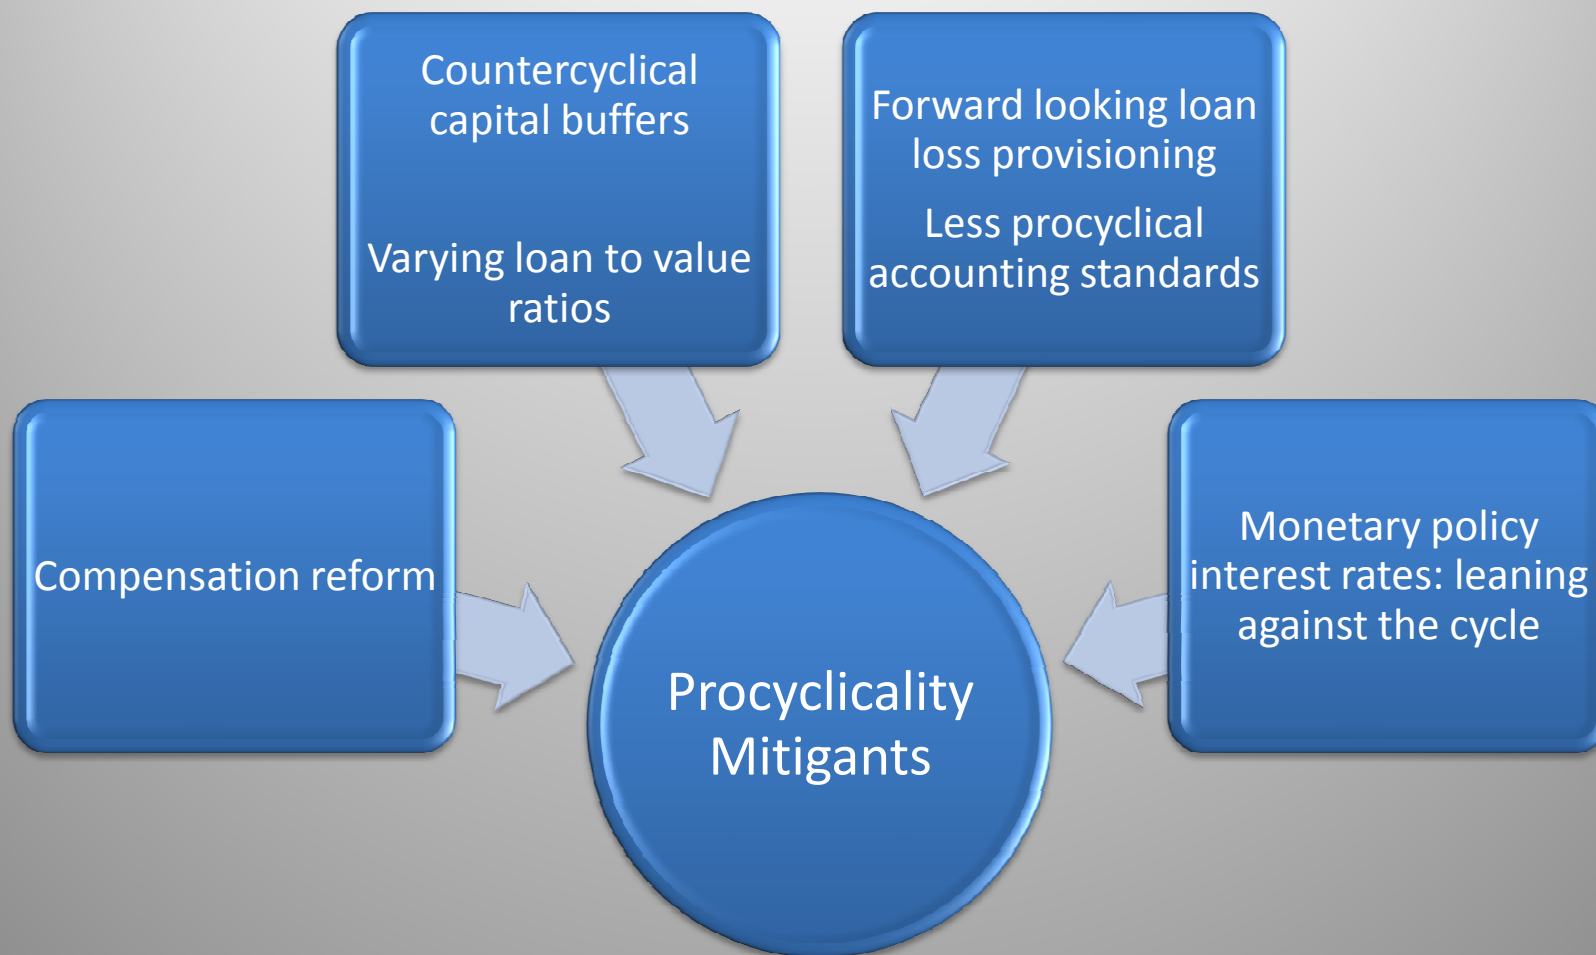 Countercyclical
capital buffers
Varying loan to value
ratios
Forward looking loan
loss provisioning
Less procyclical
accounting standards
Compensation reform
Monetary policy
interest rates: leaning
against the cycle
Procyclicality
Mitigants